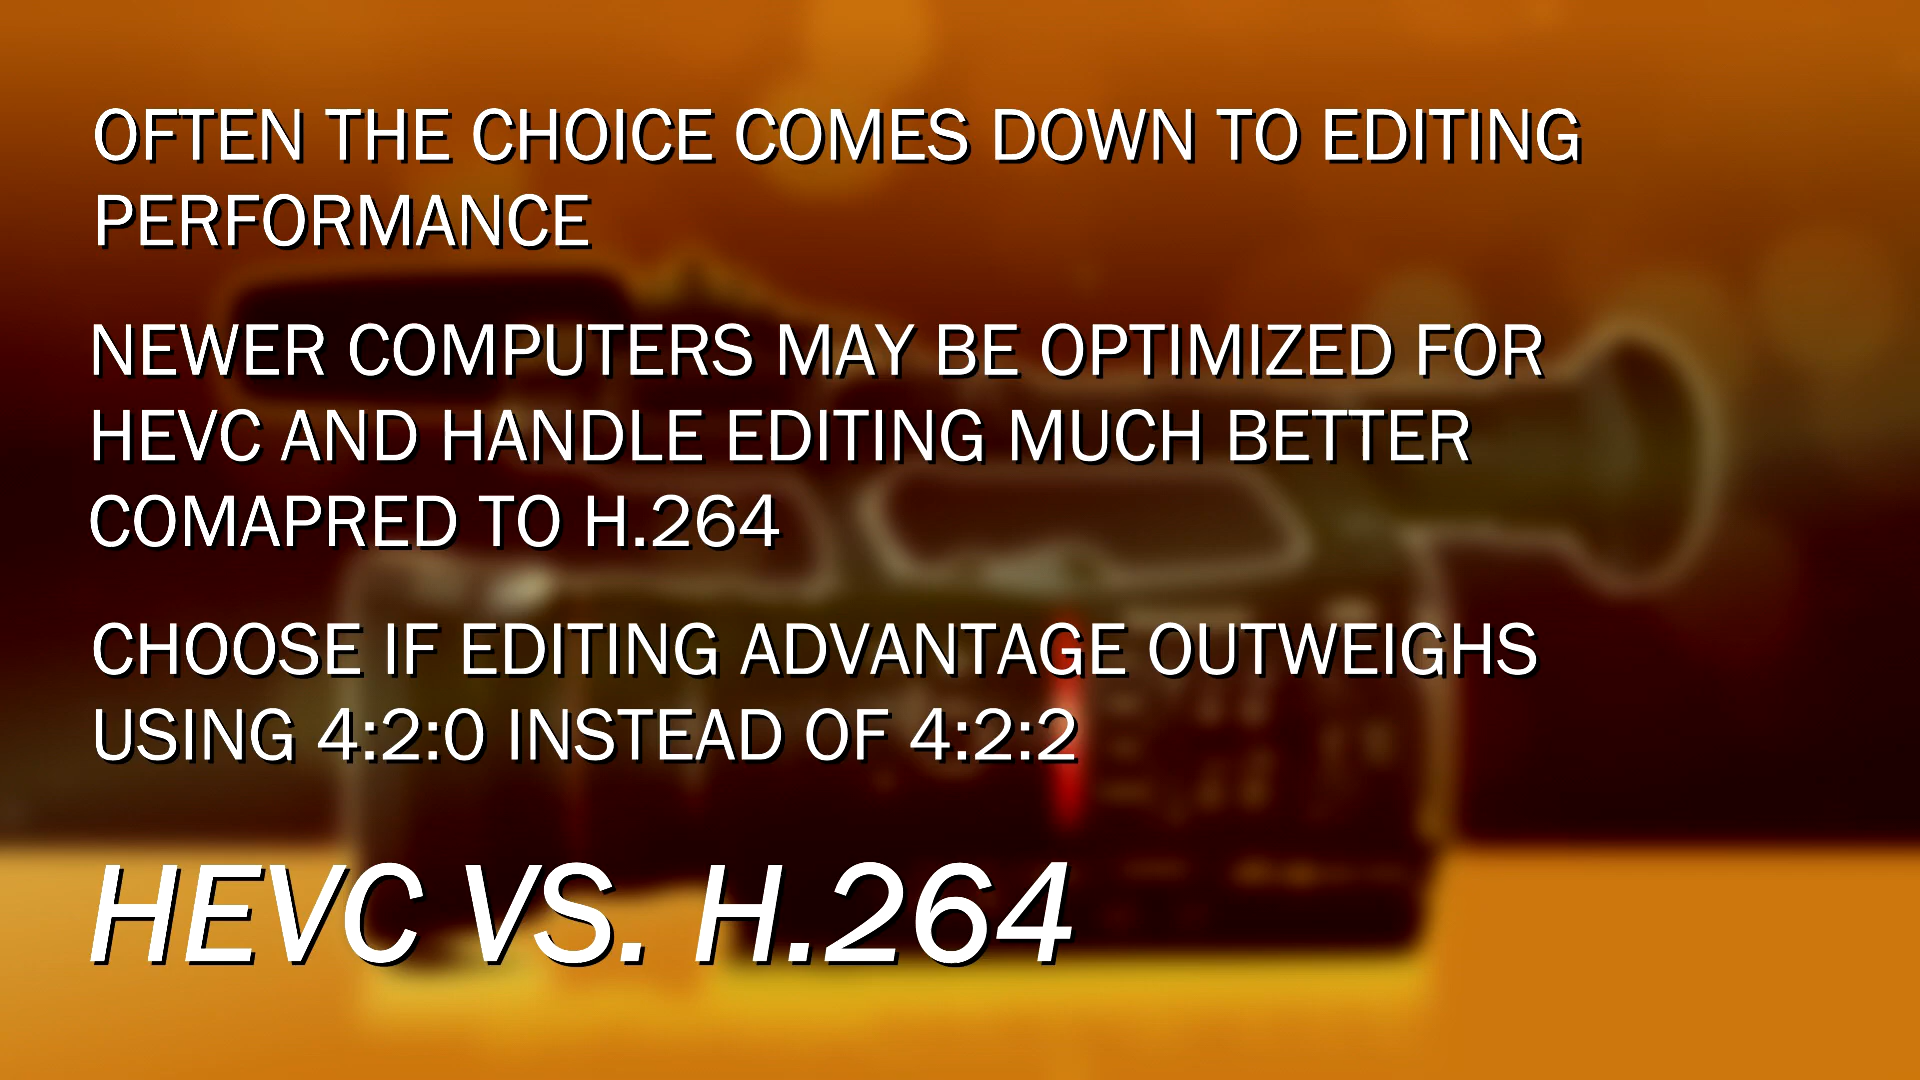 OFTEN THE CHOICE COMES DOWN TO EDITING
PERFORMANCE
NEWER COMPUTERS MAY BE OPTIMIZED FOR
HEVC AND HANDLE EDITING MUCH BETTER
COMAPRED TO H.264
CHOOSE IF EDITING ADVANTAGE OUTWEIGHS
USING 4:2:0 INSTEAD OF 4:2:2
HEVC VS. H.264